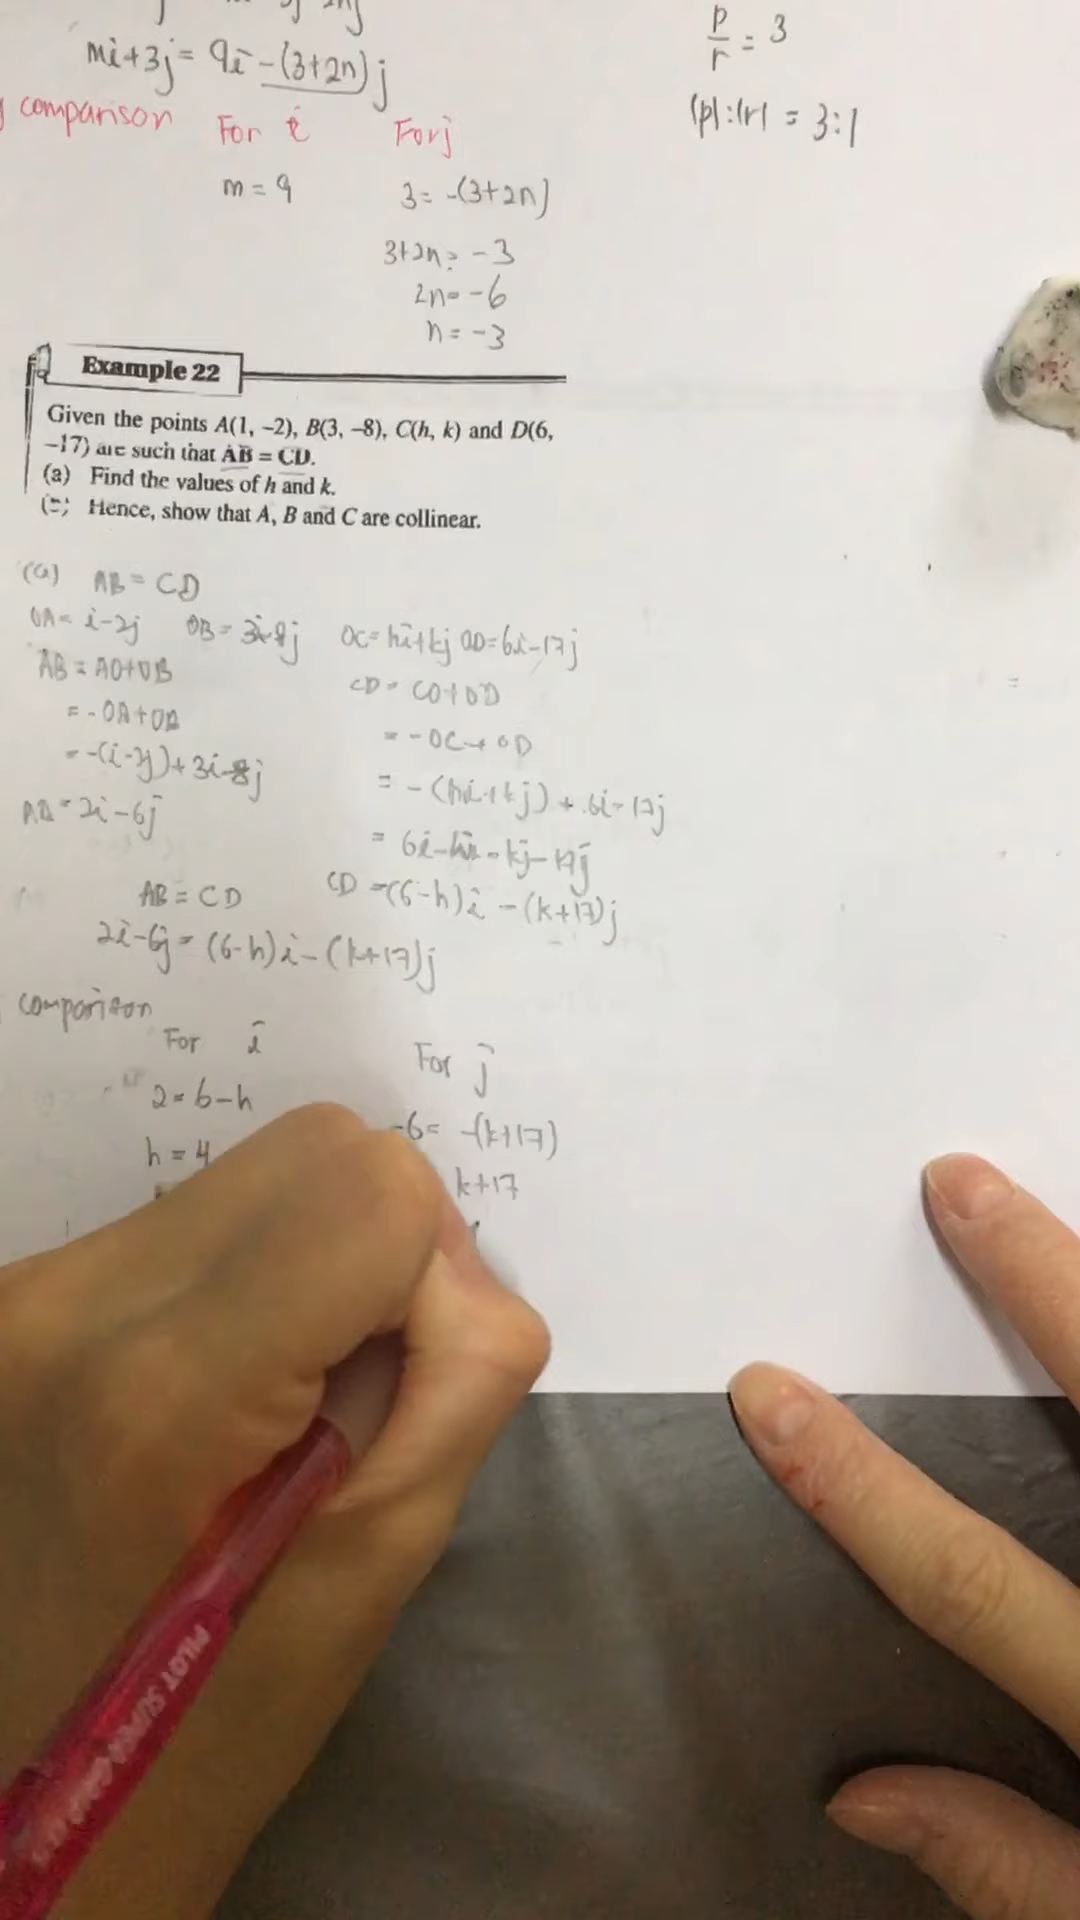 mi+3j = 9i-(3+2n)j
p/r = 3
|p|:|r| = 3:1
comparison For i For j
m = 9 3 = -(3+2n)
3+2n = -3
2n = -6
n = -3
Example 22
Given the points A(1, –2), B(3, –8), C(h, k) and D(6,
–17) are such that AB = CD.
(a) Find the values of h and k.
Hence, show that A, B and C are collinear.
(a) AB = CD
OA = i-2j OB = 3i-8j OC = hi+kj OD = 6i-17j
AB = AO+OB
CD = CO+OD
= -OA+OB
= -OC+OD
= -(i-2j)+3i-8j
= -(hi+kj)+6i-17j
AB = 2i-6j
= 6i-hi-kj-17j
AB = CD
CD = (6-h)i-(k+17)j
2i-6j = (6-h)i-(k+17)j
comparison
For i For j
2 = 6-h
-6 = -(k+17)
h = 4
k+17
PILOT SUPER